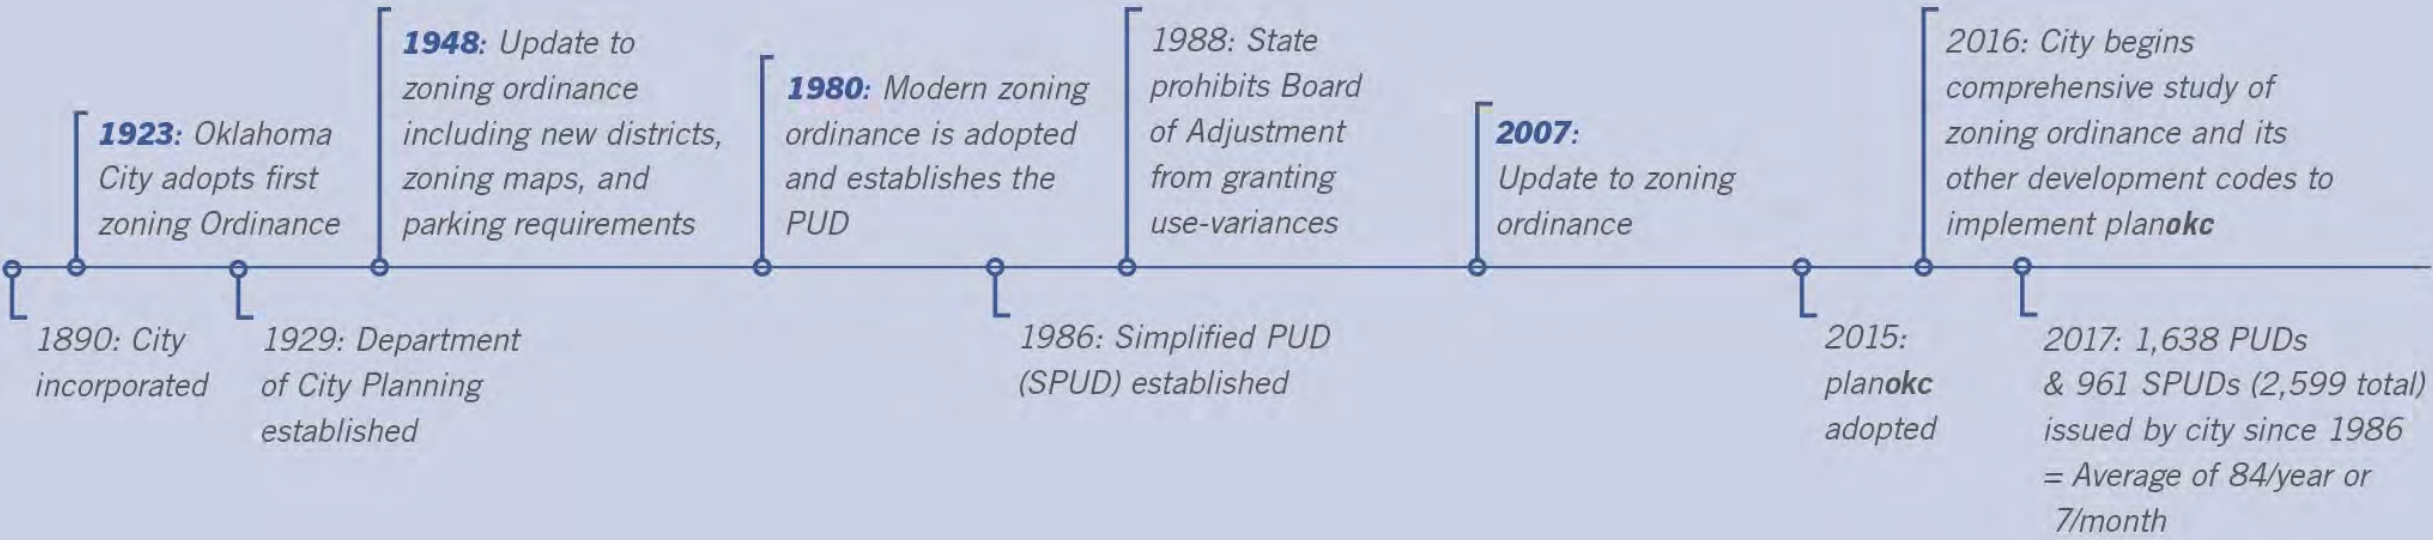 1923: Oklahoma
City adopts first
zoning Ordinance
1948: Update to
zoning ordinance
including new districts,
zoning maps, and
parking requirements
1980: Modern zoning
ordinance is adopted
and establishes the
PUD
1988: State
prohibits Board
of Adjustment
from granting
use-variances
2007:
Update to zoning
ordinance
2016: City begins
comprehensive study of
zoning ordinance and its
other development codes to
implement planokc
1890: City
incorporated
1929: Department
of City Planning
established
1986: Simplified PUD
(SPUD) established
2015:
planokc
adopted
2017: 1,638 PUDs
& 961 SPUDs (2,599 total)
issued by city since 1986
= Average of 84/year or
7/month